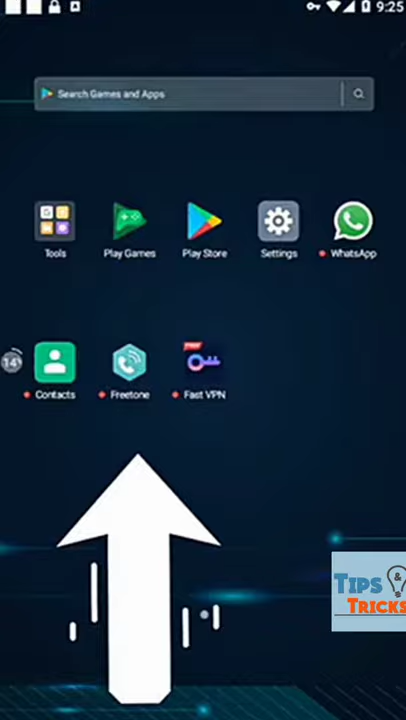 9:25
Search Games and Apps
Tools
Play Games
Play Store
Settings
WhatsApp
14
Contacts
Freetone
Fast VPN
TIPS &
TRICKS